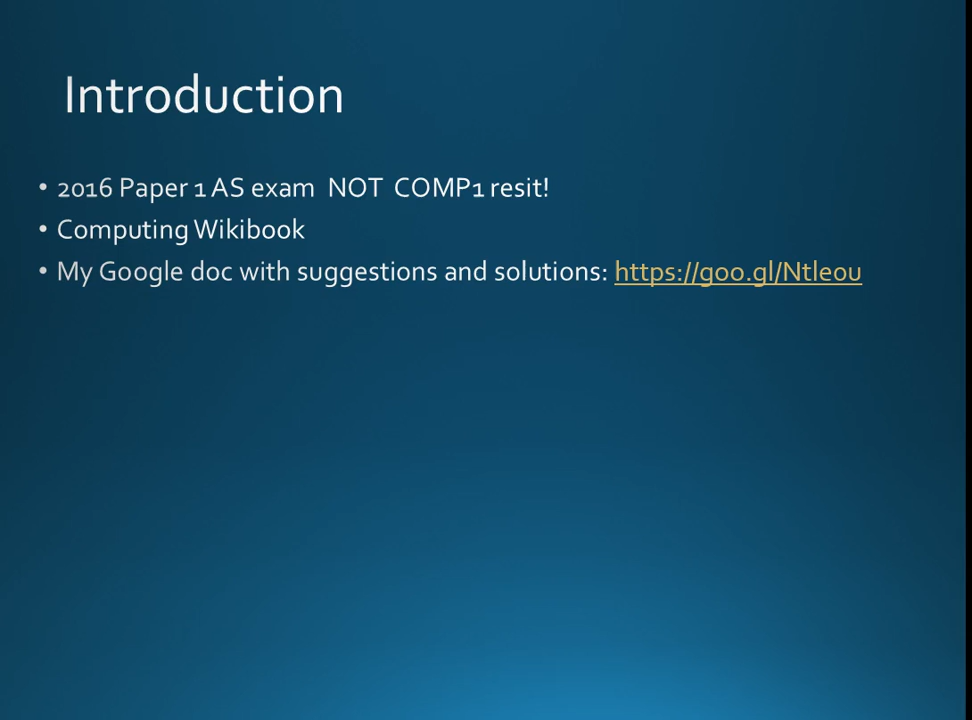 Introduction
• 2016 Paper 1 AS exam  NOT  COMP1 resit!
• Computing Wikibook
• My Google doc with suggestions and solutions: https://goo.gl/Ntleou